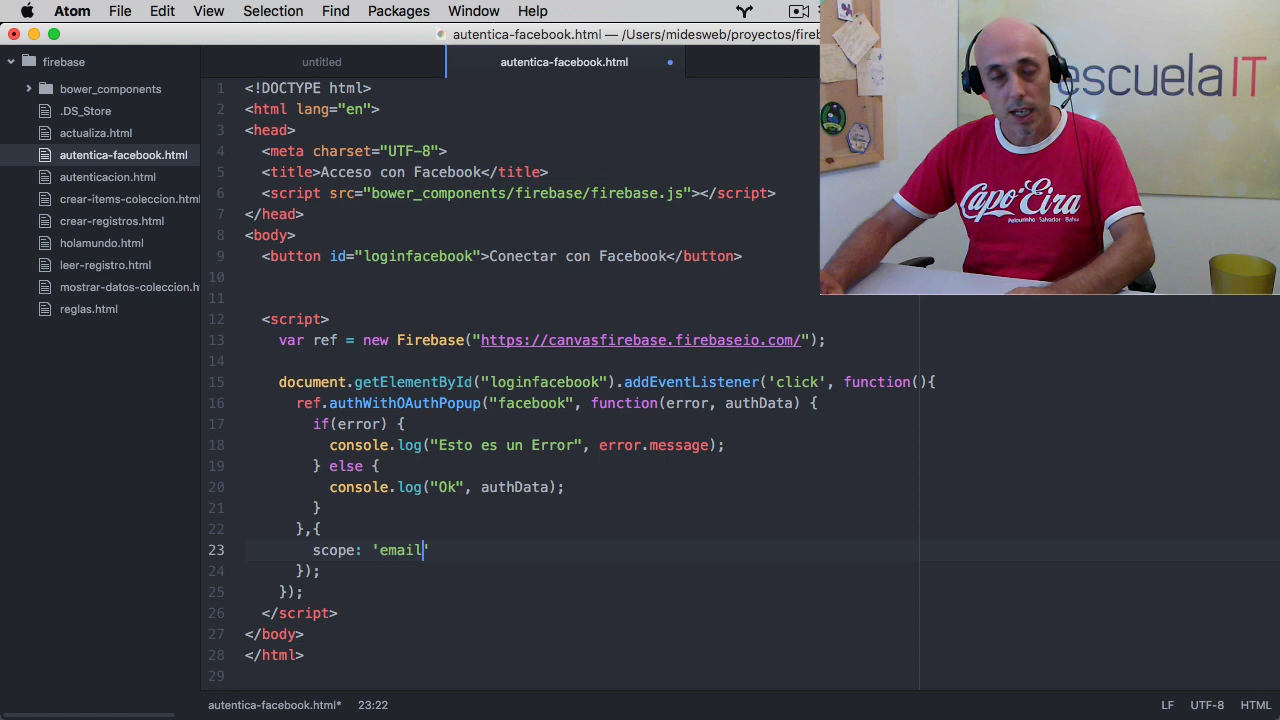 Atom File Edit View Selection Find Packages Window Help
autentica-facebook.html — /Users/midesweb/proyectos/fireb
firebase
bower_components
.DS_Store
actualiza.html
autentica-facebook.html
autenticacion.html
crear-items-coleccion.html
crear-registros.html
holamundo.html
leer-registro.html
mostrar-datos-coleccion.ht
reglas.html
untitled
autentica-facebook.html
1 <!DOCTYPE html>
2 <html lang="en">
3 <head>
4 <meta charset="UTF-8">
5 <title>Acceso con Facebook</title>
6 <script src="bower_components/firebase/firebase.js"></script>
7 </head>
8 <body>
9 <button id="loginfacebook">Conectar con Facebook</button>
10
11
12 <script>
13 var ref = new Firebase("https://canvasfirebase.firebaseio.com/");
14
15 document.getElementById("loginfacebook").addEventListener('click', function(){
16 ref.authWithOAuthPopup("facebook", function(error, authData) {
17 if(error) {
18 console.log("Esto es un Error", error.message);
19 } else {
20 console.log("Ok", authData);
21 }
22 },{
23 scope: 'email'
24 });
25 });
26 </script>
27 </body>
28 </html>
29
autentica-facebook.html* 23:22
LF UTF-8 HTML
escuelaIT
Capoeira
Pelourinho Salvador - Bahia